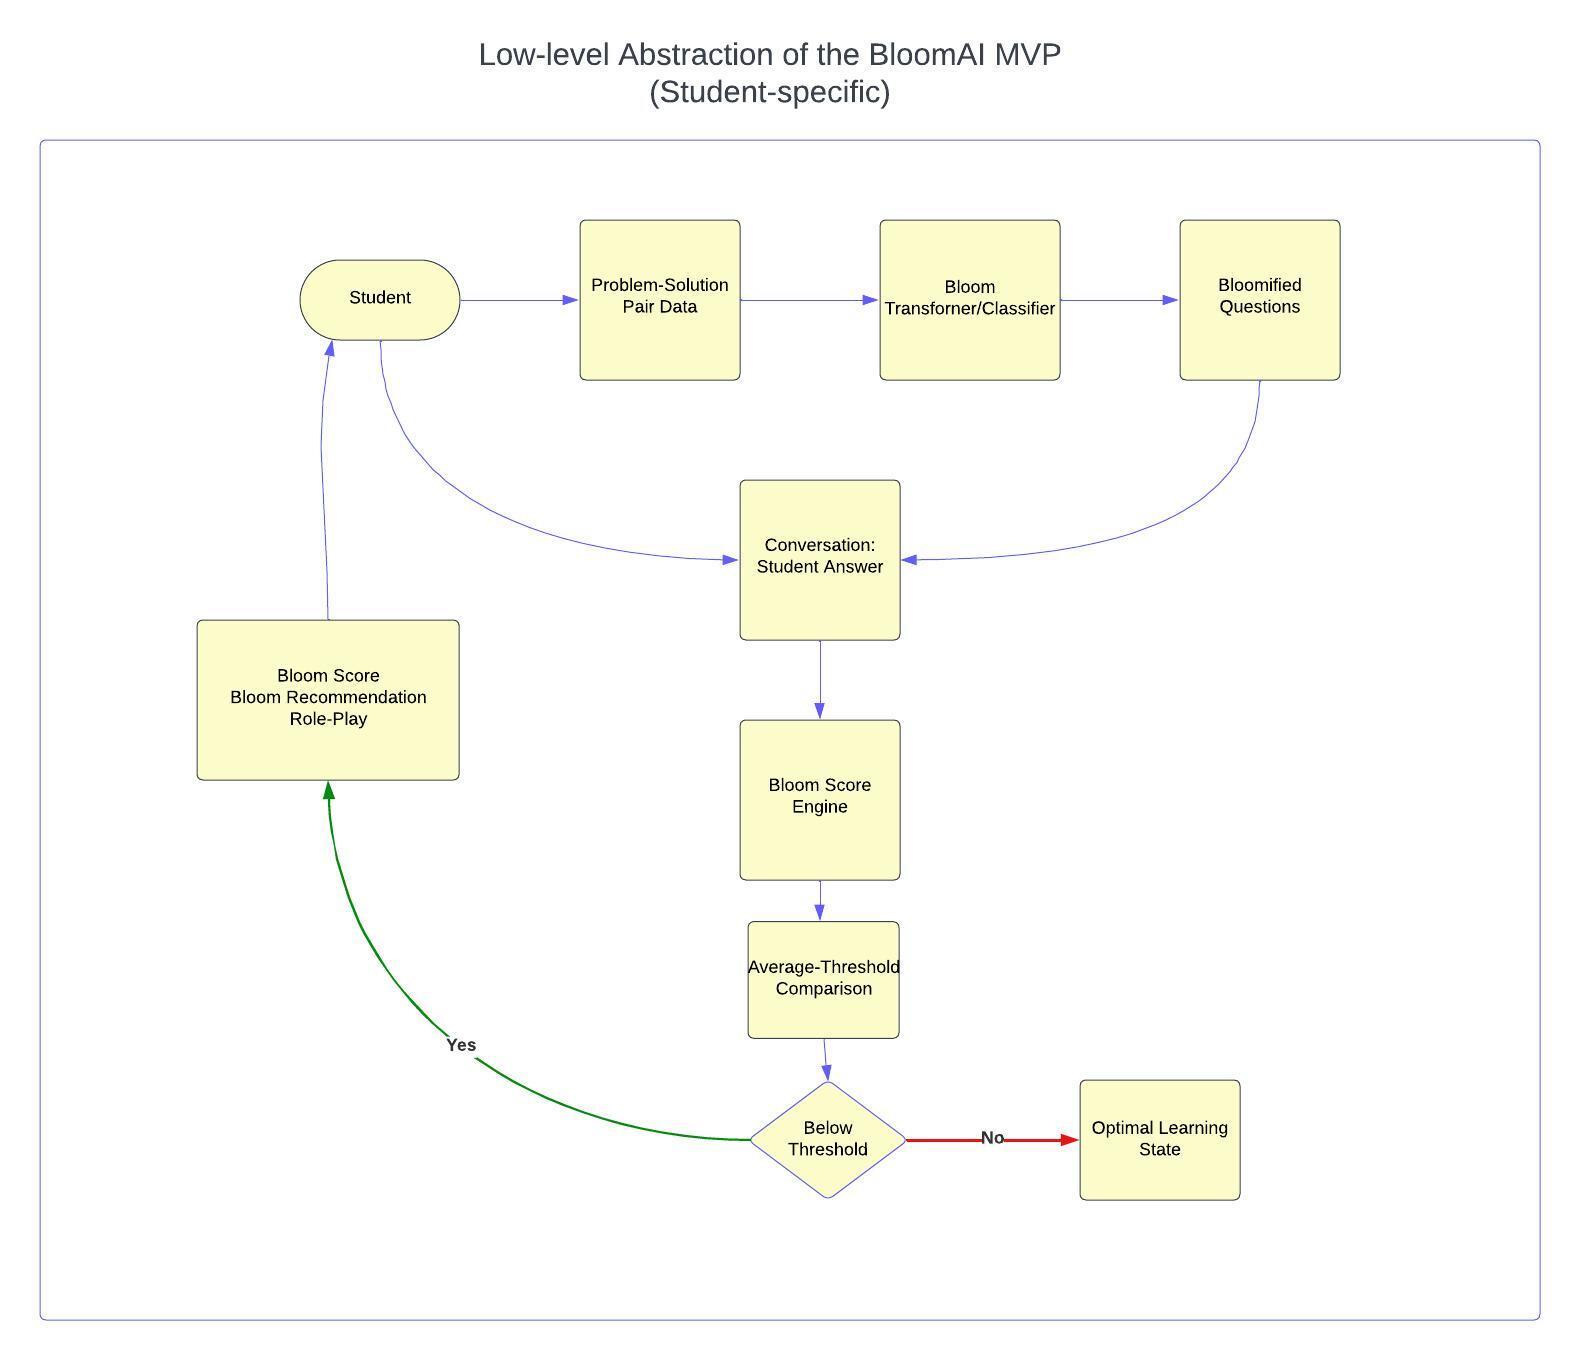 Low-level Abstraction of the BloomAI MVP
(Student-specific)
Student
Problem-Solution
Pair Data
Bloom
Transforner/Classifier
Bloomified
Questions
Conversation:
Student Answer
Bloom Score
Bloom Recommendation
Role-Play
Bloom Score
Engine
Average-Threshold
Comparison
Yes
Below
Threshold
No
Optimal Learning
State